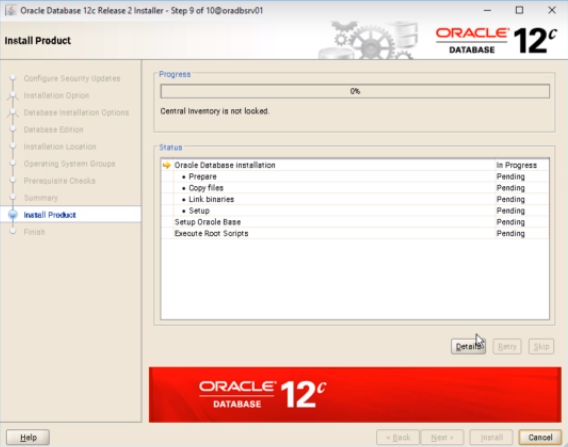 Oracle Database 12c Release 2 Installer - Step 9 of 10@oradbsrv01
Install Product
ORACLE DATABASE 12c
Configure Security Updates
Installation Option
Database Installation Options
Database Edition
Installation Location
Operating System Groups
Prerequisite Checks
Summary
Install Product
Finish
Progress
0%
Central Inventory is not locked.
Status
Oracle Database installation In Progress
• Prepare Pending
• Copy files Pending
• Link binaries Pending
• Setup Pending
Setup Oracle Base Pending
Execute Root Scripts Pending
Details Retry Skip
ORACLE DATABASE 12c
Help < Back Next > Install Cancel